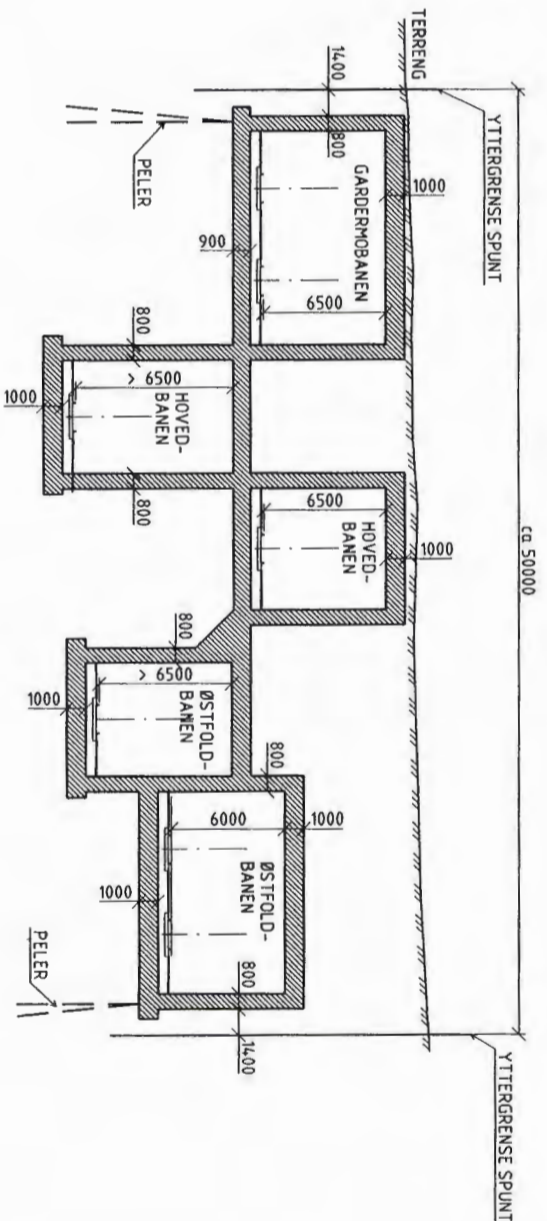 ca 50000
YTTERGRENSE SPUNT
YTTERGRENSE SPUNT
TERRENG
1400
800
1000
GARDERMOBANEN
6500
900
PELER
1000
HOVED-
BANEN
6500
800
HOVED-
BANEN
> 6500
1000
800
800
ØSTFOLD-
BANEN
> 6500
1000
800
1000
ØSTFOLD-
BANEN
6000
1000
800
1400
PELER